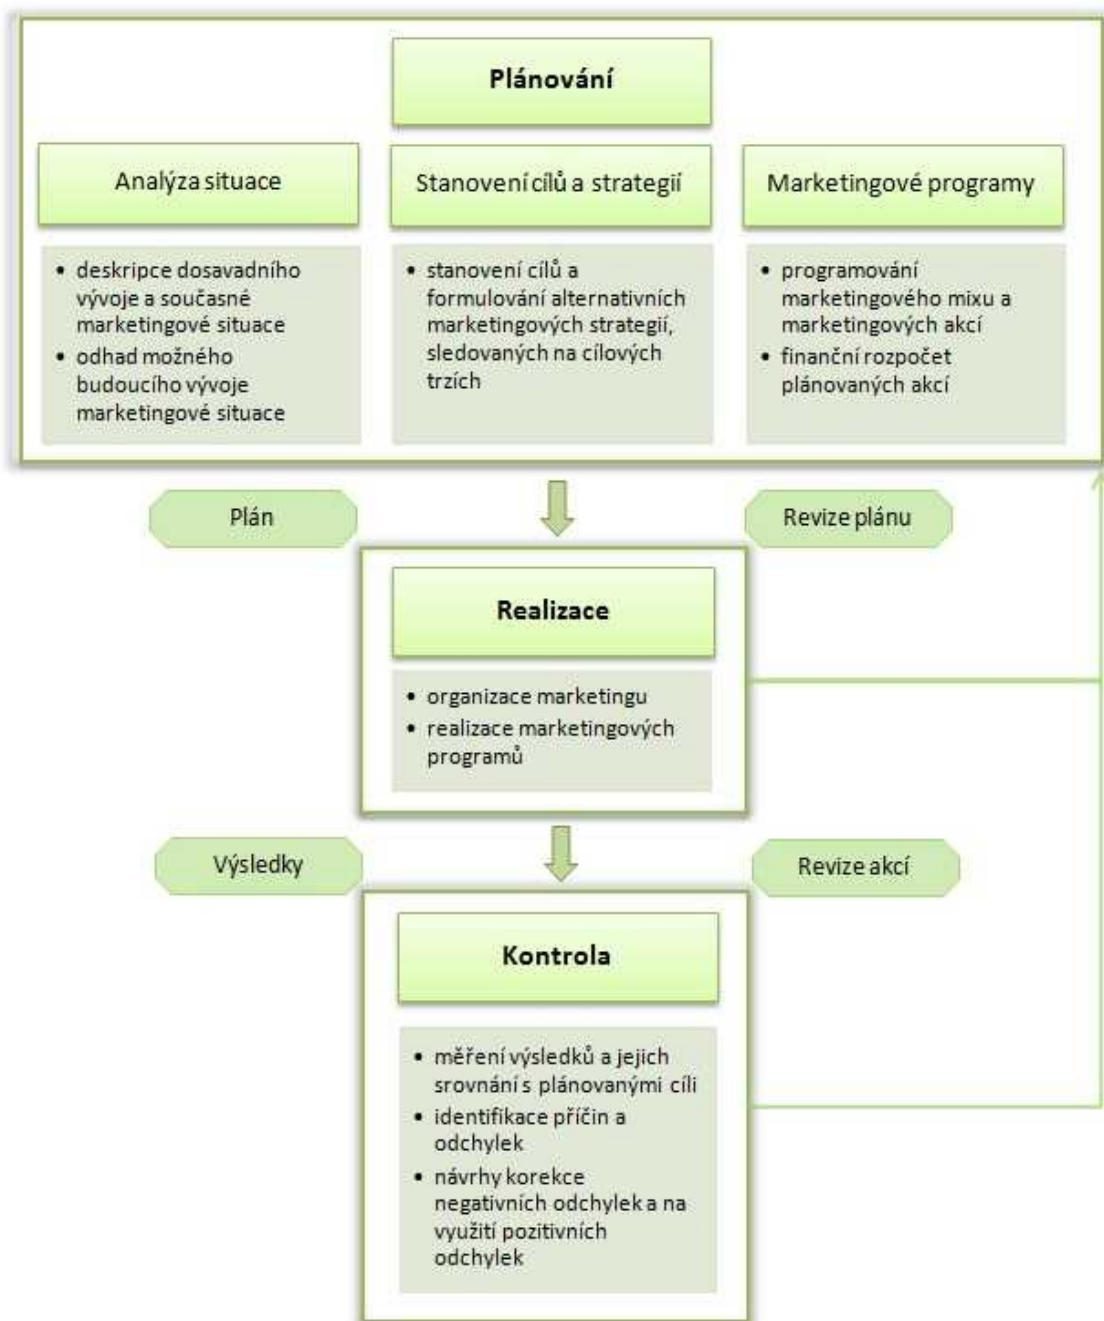 Plánování
Analýza situace
• deskripce dosavadního
vývoje a současné
marketingové situace
• odhad možného
budoucího vývoje
marketingové situace
Stanovení cílů a strategií
• stanovení cílů a
formulování alternativních
marketingových strategií,
sledovaných na cílových
trzích
Marketingové programy
• programování
marketingového mixu a
marketingových akcí
• finanční rozpočet
plánovaných akcí
Plán
Revize plánu
Realizace
• organizace marketingu
• realizace marketingových
programů
Výsledky
Revize akcí
Kontrola
• měření výsledků a jejich
srovnání s plánovanými cíli
• identifikace příčin a
odchylek
• návrhy korekce
negativních odchylek a na
využití pozitivních
odchylek